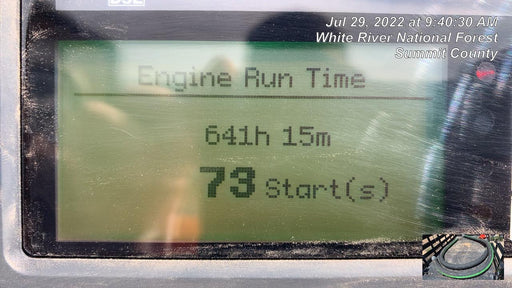 Jul 29, 2022 at 9:40:30 AM
White River National Forest
Summit County
Engine Run Time
641h 15m
73 Start(s)